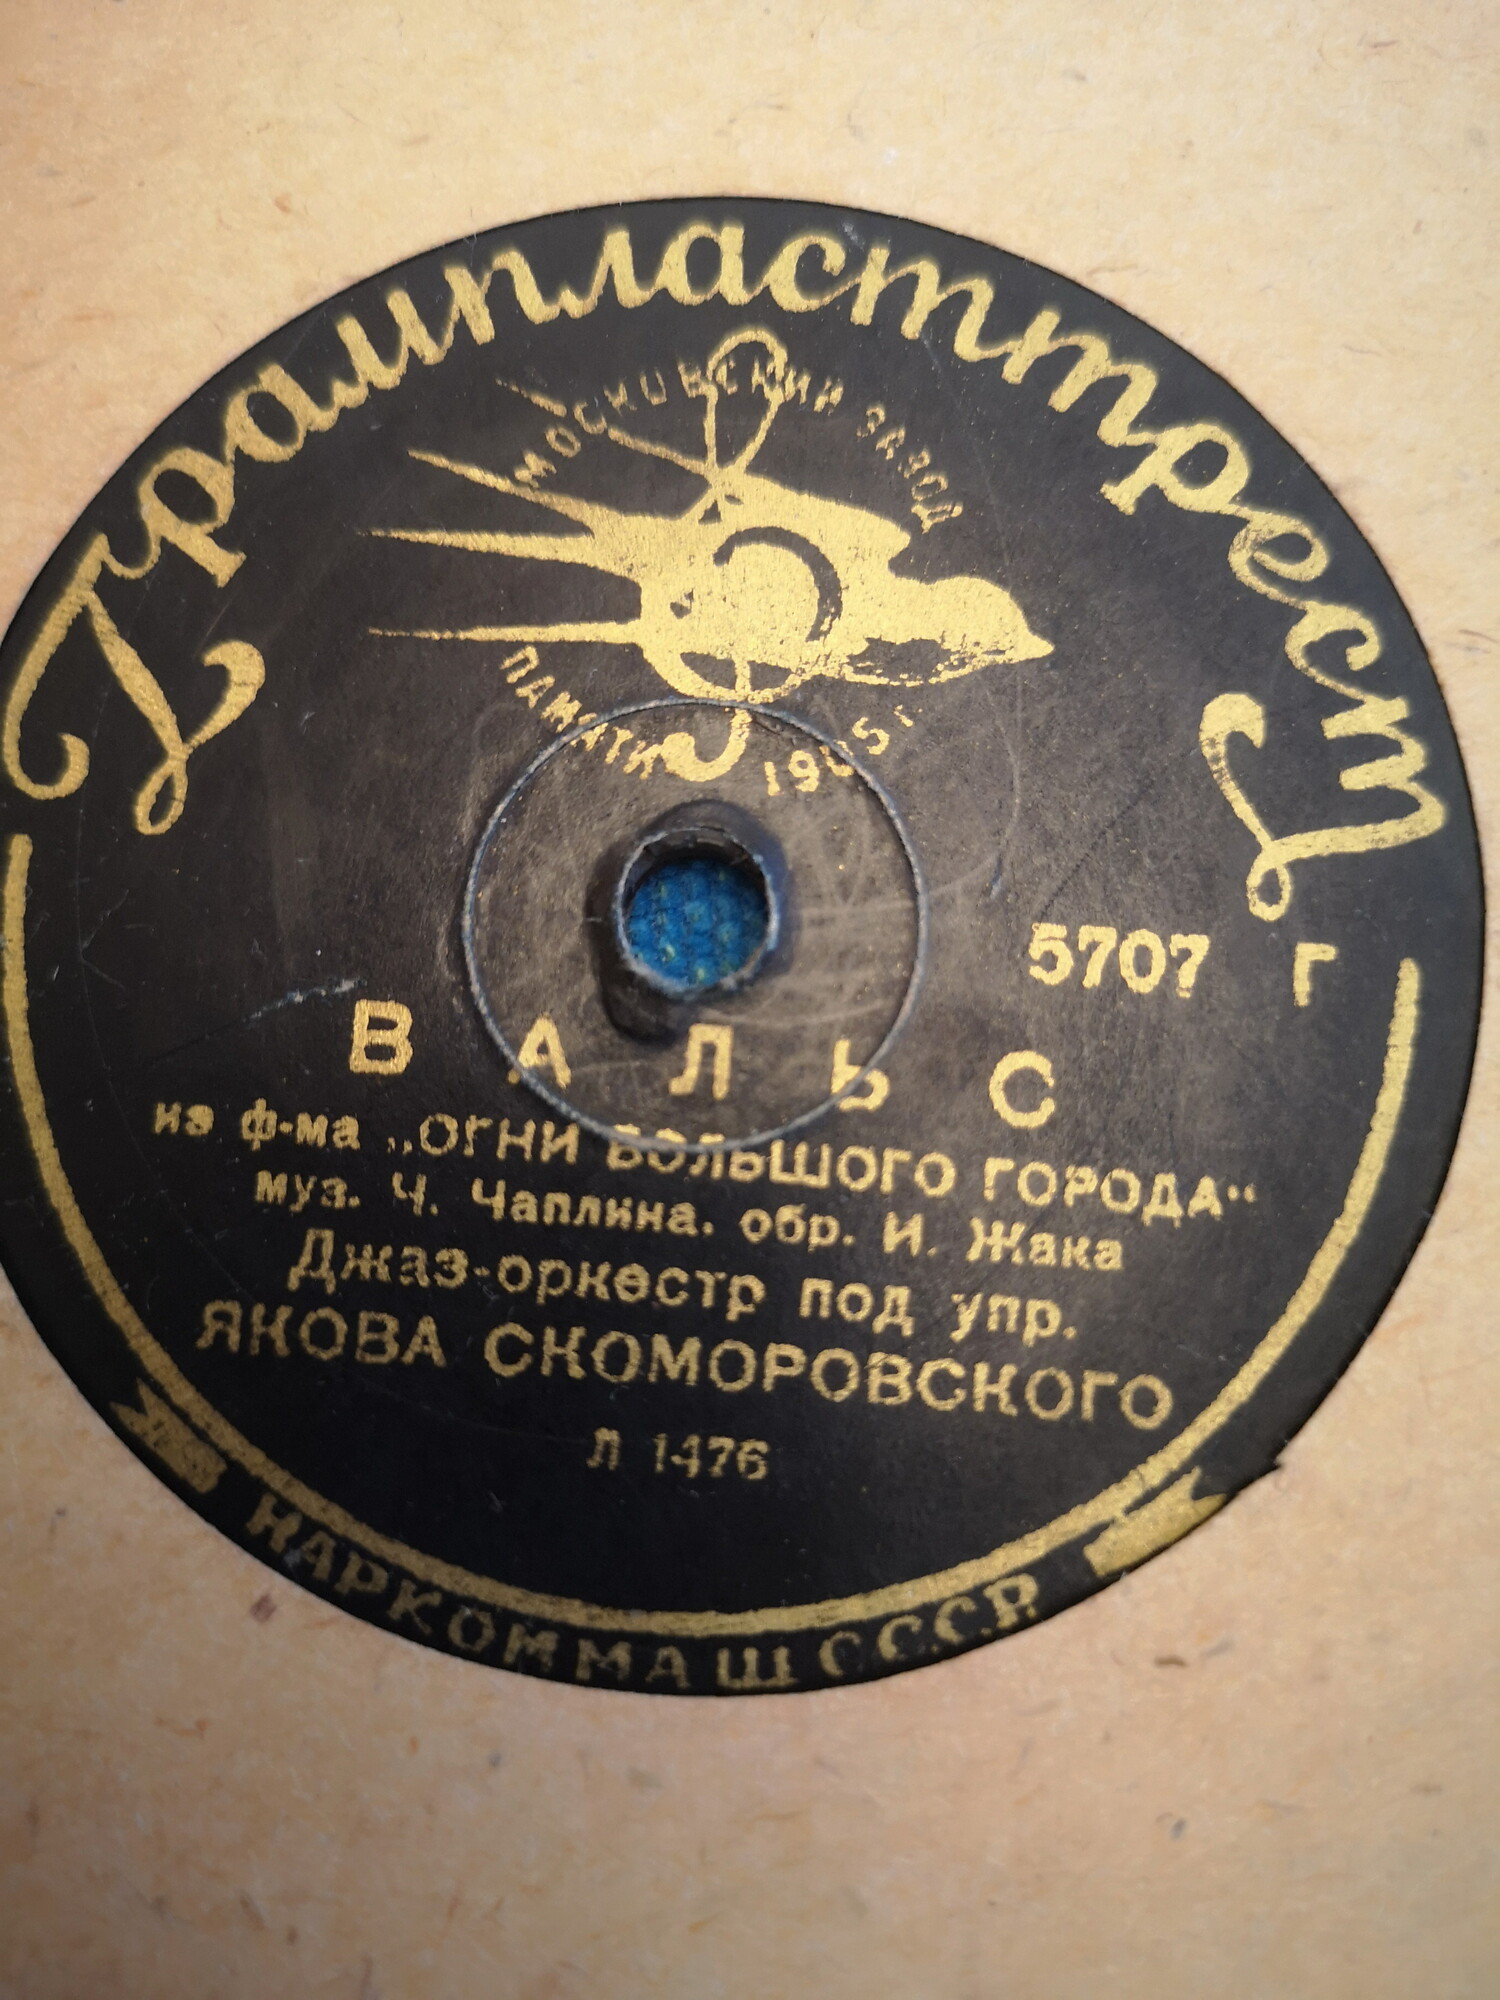 Грампласттрест
МОСКОВСКИЙ ЗАВОД
ПАМЯТИ 1905 г.
5707 Г
ВАЛЬС
из ф-ма „ОГНИ БОЛЬШОГО ГОРОДА“
муз. Ч. Чаплина. обр. И. Жака
Джаз-оркестр под упр.
ЯКОВА СКОМОРОВСКОГО
Л 1476
НАРКОММАШ С.С.С.Р.